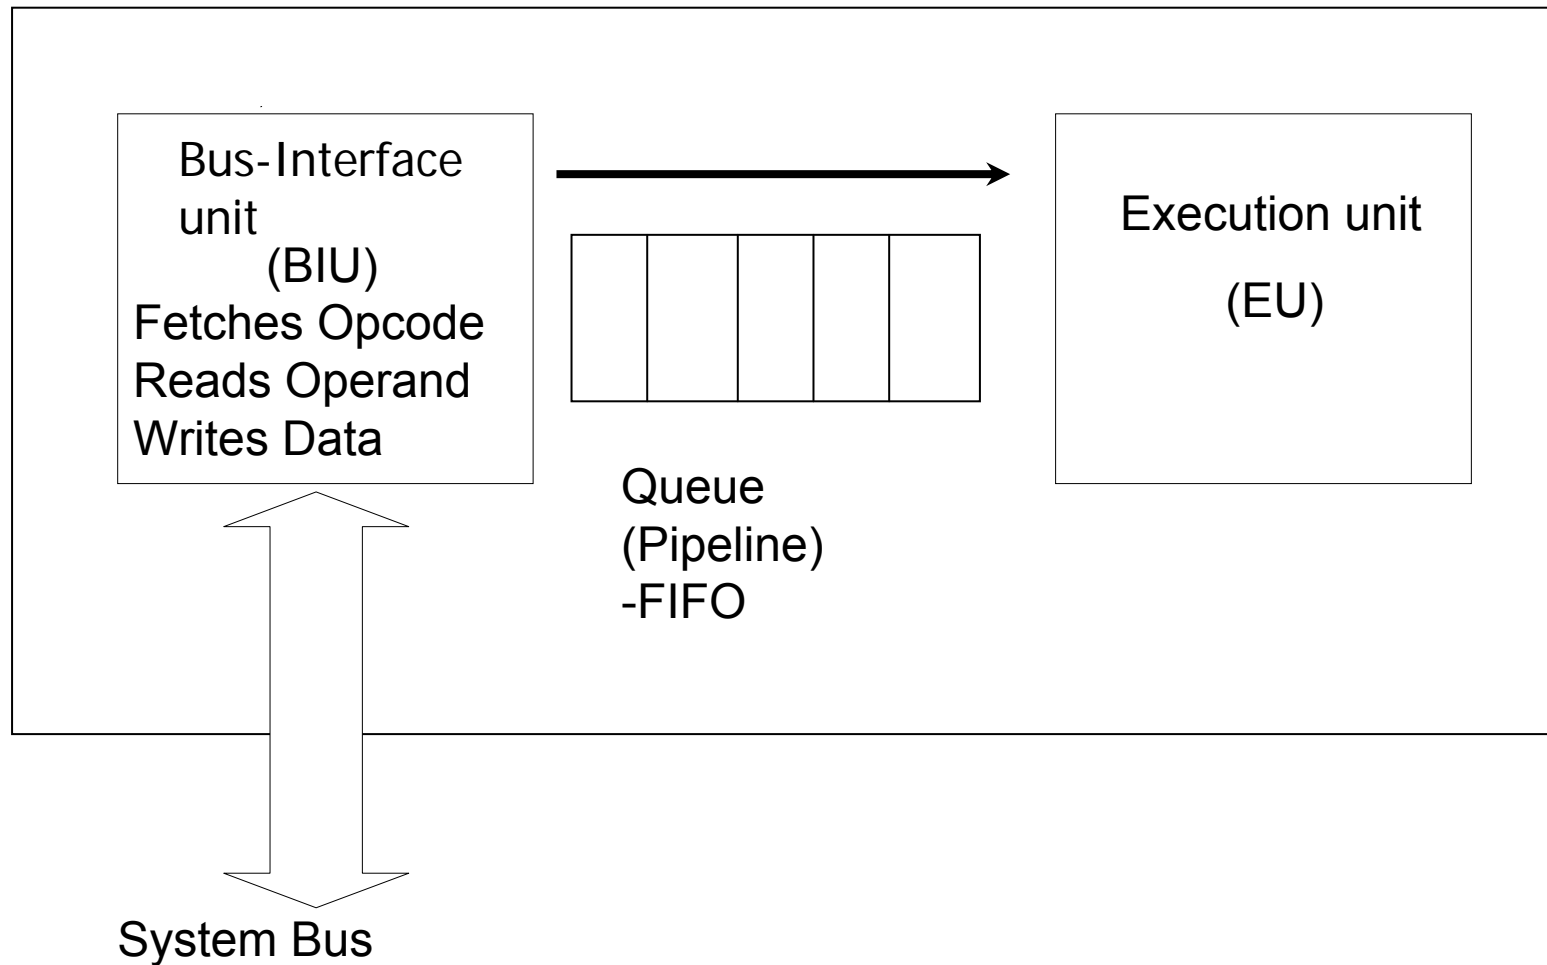 Bus-Interface
unit
(BIU)
Fetches Opcode
Reads Operand
Writes Data
Queue
(Pipeline)
-FIFO
Execution unit
(EU)
System Bus